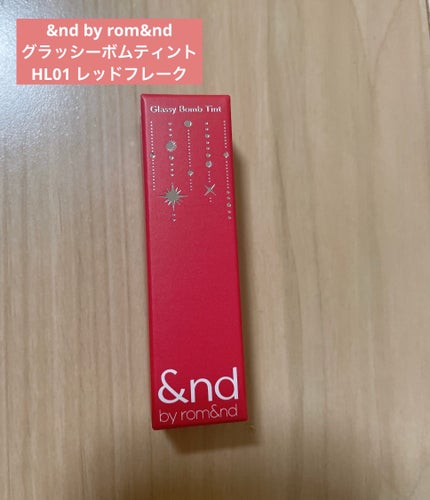 &nd by rom&nd
グラッシーボムティント
HL01 レッドフレーク
Glassy Bomb Tint
&nd
by rom&nd